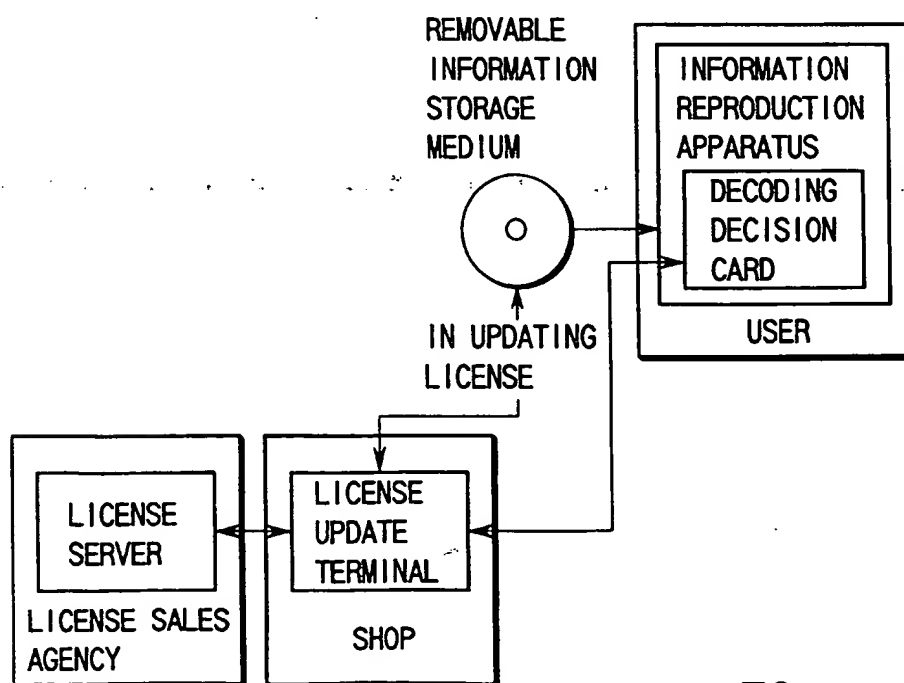 REMOVABLE
INFORMATION
STORAGE
MEDIUM
INFORMATION
REPRODUCTION
APPARATUS
DECODING
DECISION
CARD
USER
IN UPDATING
LICENSE
LICENSE
SERVER
LICENSE SALES
AGENCY
LICENSE
UPDATE
TERMINAL
SHOP